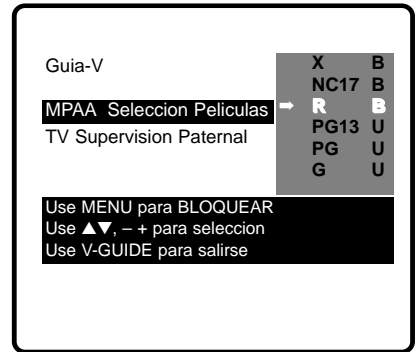 Guia-V
X B
NC17 B
MPAA Seleccion Peliculas ➡ R B
TV Supervision Paternal
PG13 U
PG U
G U
Use MENU para BLOQUEAR
Use ▲▼, – + para seleccion
Use V-GUIDE para salirse